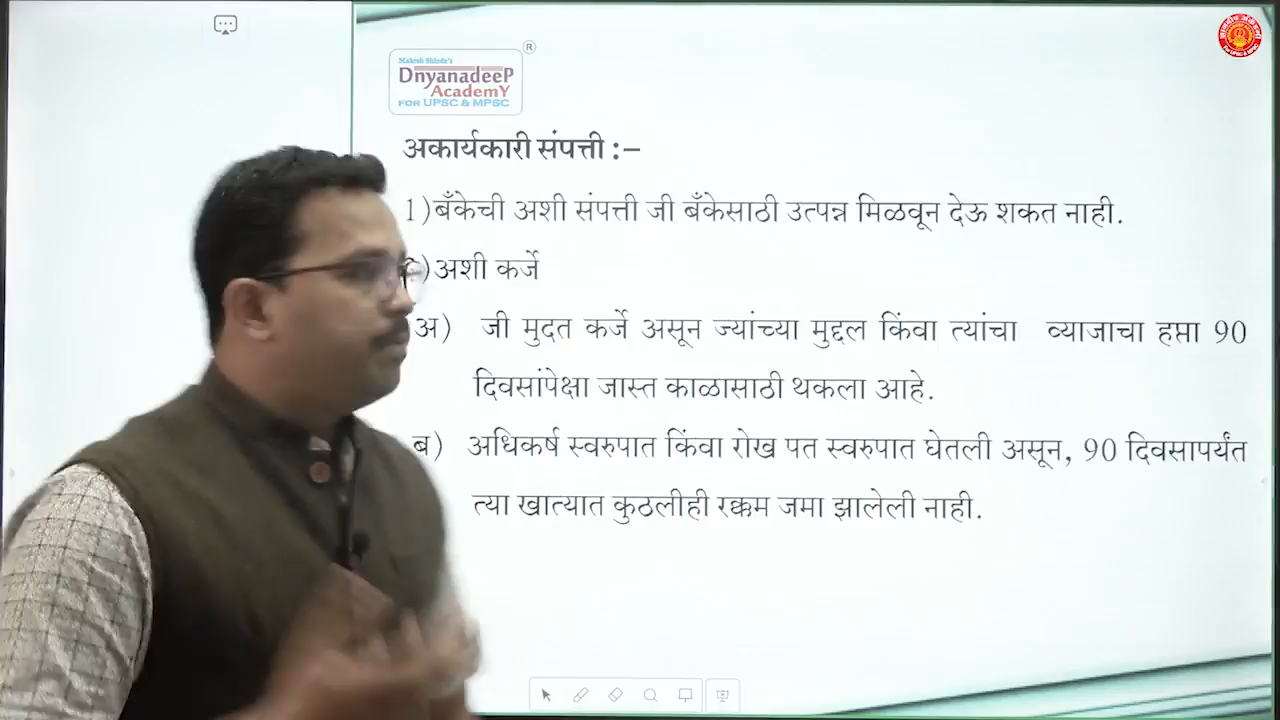 Mahesh Shinde's
DnyanadeeP
AcademY
FOR UPSC & MPSC
®
अकार्यकारी संपत्ती :–
1)बँकेची अशी संपत्ती जी बँकेसाठी उत्पन्न मिळवून देऊ शकत नाही.
)अशी कर्जे
अ) जी मुदत कर्जे असून ज्यांच्या मुद्दल किंवा त्यांचा व्याजाचा हप्ता 90
दिवसांपेक्षा जास्त काळासाठी थकला आहे.
ब) अधिकर्ष स्वरुपात किंवा रोख पत स्वरुपात घेतली असून, 90 दिवसापर्यंत
त्या खात्यात कुठलीही रक्कम जमा झालेली नाही.